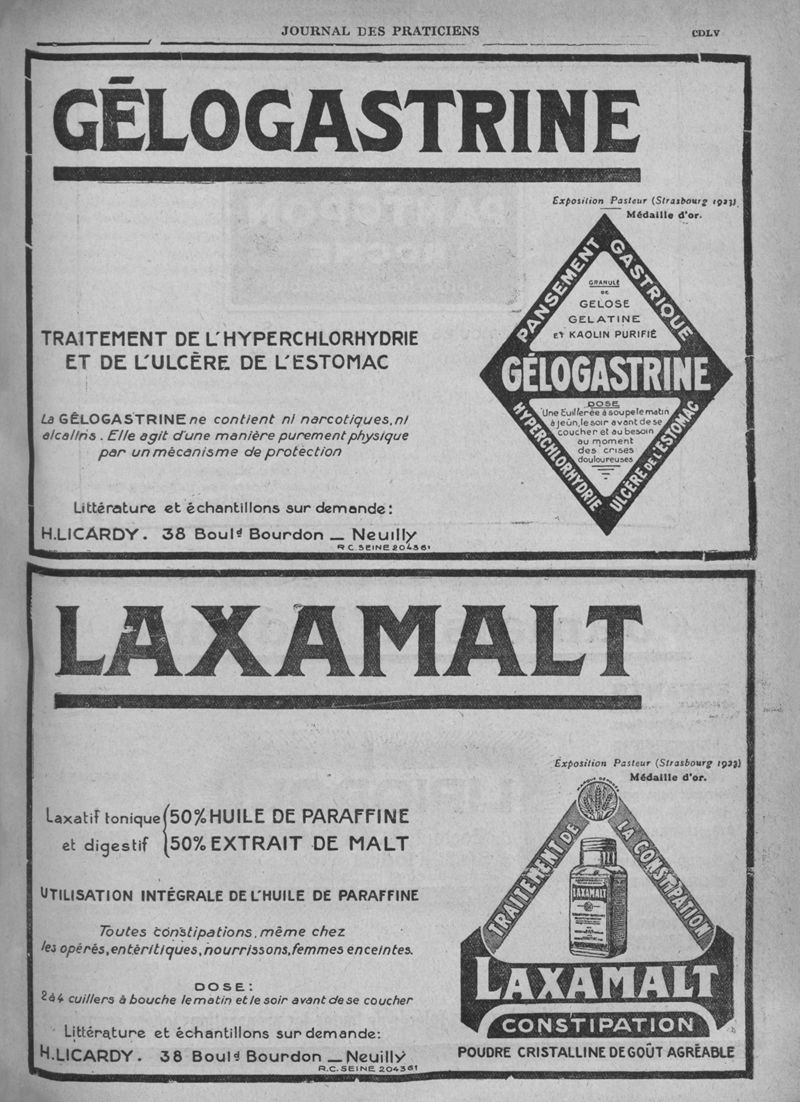 JOURNAL DES PRATICIENS
CDLV
GÉLOGASTRINE
Exposition Pasteur (Strasbourg 1923)
Médaille d'or.
PANSEMENT GASTRIQUE
GRANULÉ
DE
GELOSE
GELATINE
ET KAOLIN PURIFIÉ
GÉLOGASTRINE
DOSE
Une Cuillerée à soupe le matin
à jeûn, le soir avant de se
coucher et au besoin
au moment
des crises
douloureuses
HYPERCHLORHYDRIE
ULCÈRE DE L'ESTOMAC
TRAITEMENT DE L'HYPERCHLORHYDRIE
ET DE L'ULCÈRE DE L'ESTOMAC
La GÉLOGASTRINE ne contient ni narcotiques, ni
alcalins. Elle agit d'une manière purement physique
par un mécanisme de protection
Littérature et échantillons sur demande:
H. LICARDY. 38 Boulᵈ Bourdon _ Neuilly
R.C. SEINE 204361
LAXAMALT
Exposition Pasteur (Strasbourg 1923)
Médaille d'or.
Laxatif tonique 50% HUILE DE PARAFFINE
et digestif 50% EXTRAIT DE MALT
UTILISATION INTÉGRALE DE L'HUILE DE PARAFFINE
Toutes constipations, même chez
les opérés, entéritiques, nourrissons, femmes enceintes.
DOSE:
2 à 4 cuillers à bouche le matin et le soir avant de se coucher
Littérature et échantillons sur demande:
H. LICARDY. 38 Boulᵈ Bourdon _ Neuilly
R.C. SEINE 204361
TRAITEMENT DE LA CONSTIPATION
LAXAMALT
LAXAMALT
CONSTIPATION
POUDRE CRISTALLINE DE GOÛT AGRÉABLE